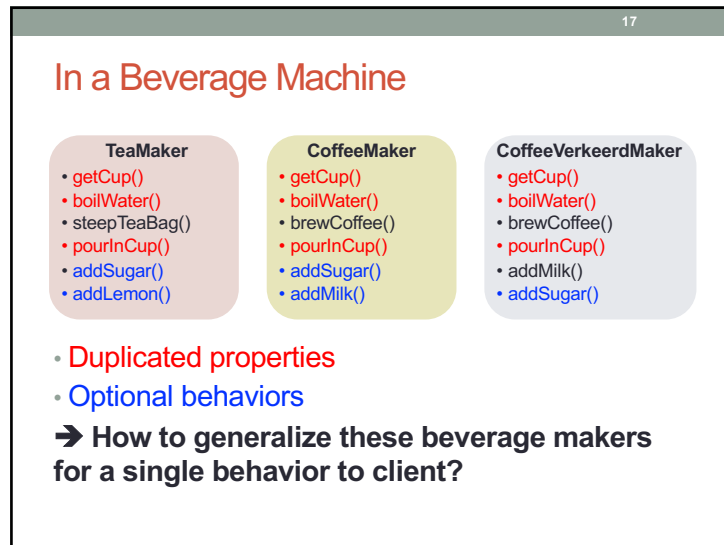 17
In a Beverage Machine
TeaMaker
• getCup()
• boilWater()
• steepTeaBag()
• pourInCup()
• addSugar()
• addLemon()
CoffeeMaker
• getCup()
• boilWater()
• brewCoffee()
• pourInCup()
• addSugar()
• addMilk()
CoffeeVerkeerdMaker
• getCup()
• boilWater()
• brewCoffee()
• pourInCup()
• addMilk()
• addSugar()
• Duplicated properties
• Optional behaviors
➔ How to generalize these beverage makers
for a single behavior to client?